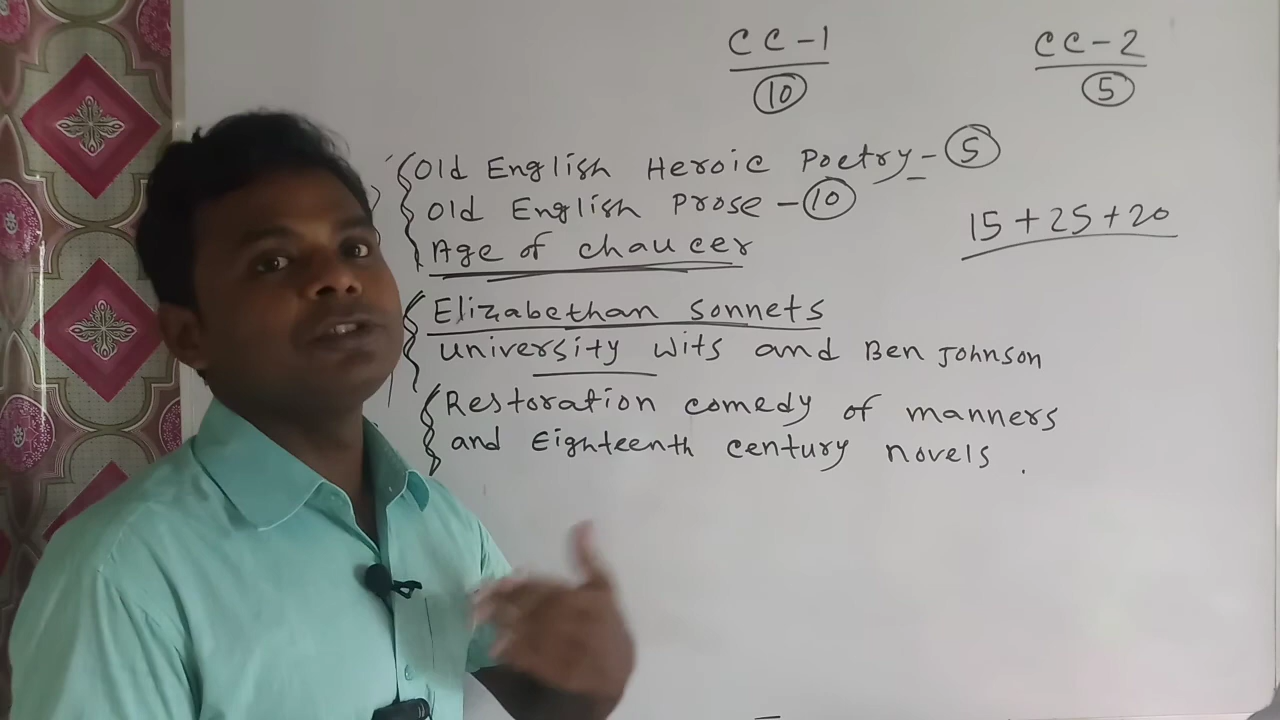 CC-1
10
CC-2
5
Old English Heroic Poetry - 5
Old English Prose - 10
Age of chaucer
15 + 25 + 20
Elizabethan Sonnets
University Wits and Ben Johnson
Restoration comedy of manners
and Eighteenth century novels.